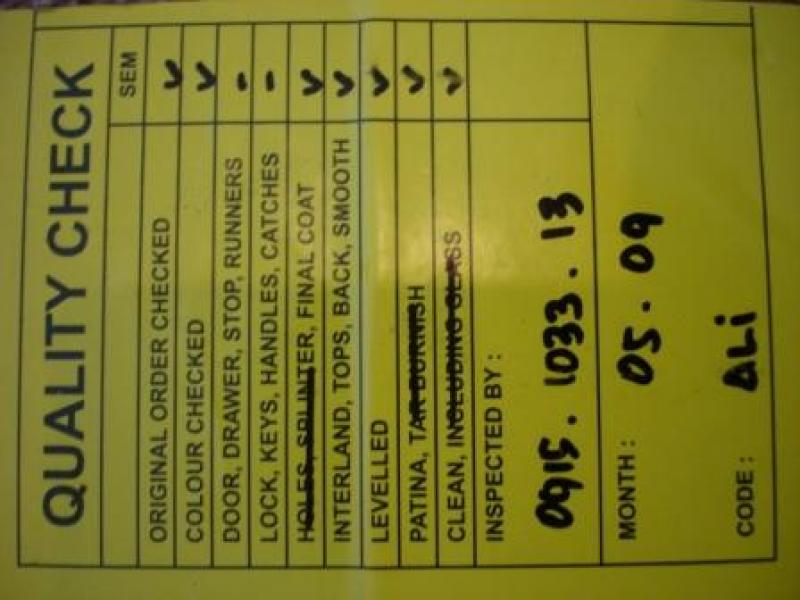 QUALITY CHECK
SEM
ORIGINAL ORDER CHECKED ✓
COLOUR CHECKED ✓
DOOR, DRAWER, STOP, RUNNERS -
LOCK, KEYS, HANDLES, CATCHES -
HOLES, SPLINTER, FINAL COAT ✓
INTERLAND, TOPS, BACK, SMOOTH ✓
LEVELLED ✓
PATINA, TAR BURNISH ✓
CLEAN, INCLUDING GLASS ✓
INSPECTED BY :
0915 . 1033 . 13
MONTH : 05 . 09
CODE : ALi